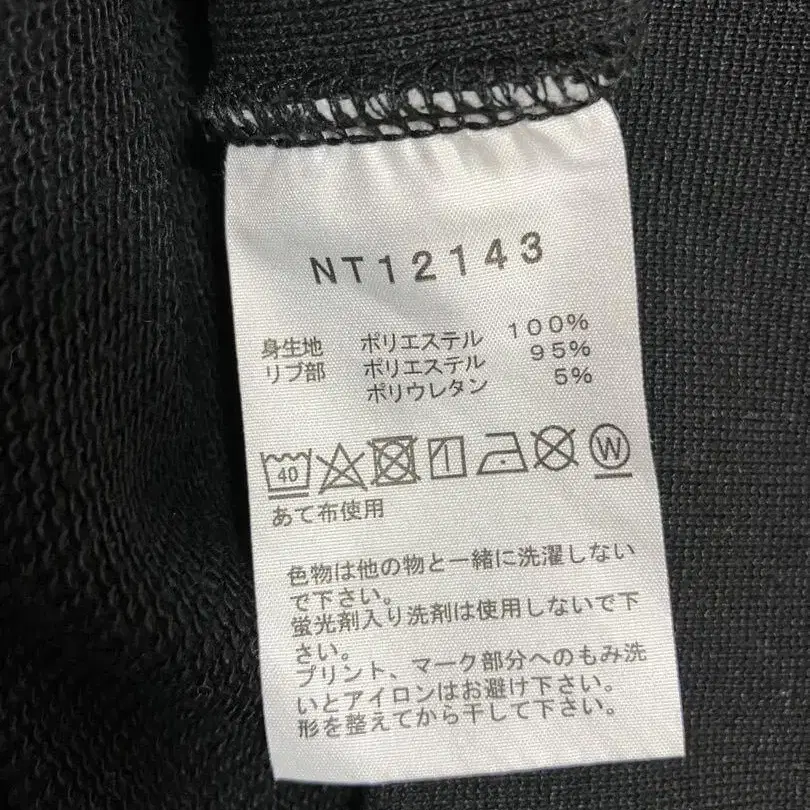 NT12143
身生地 ポリエステル 100%
リブ部 ポリエステル 95%
ポリウレタン 5%
40 W
あて布使用
色物は他の物と一緒に洗濯しない
で下さい。
蛍光剤入り洗剤は使用しないで下
さい。
プリント、マーク部分へのもみ洗
いとアイロンはお避け下さい。
形を整えてから干して下さい。